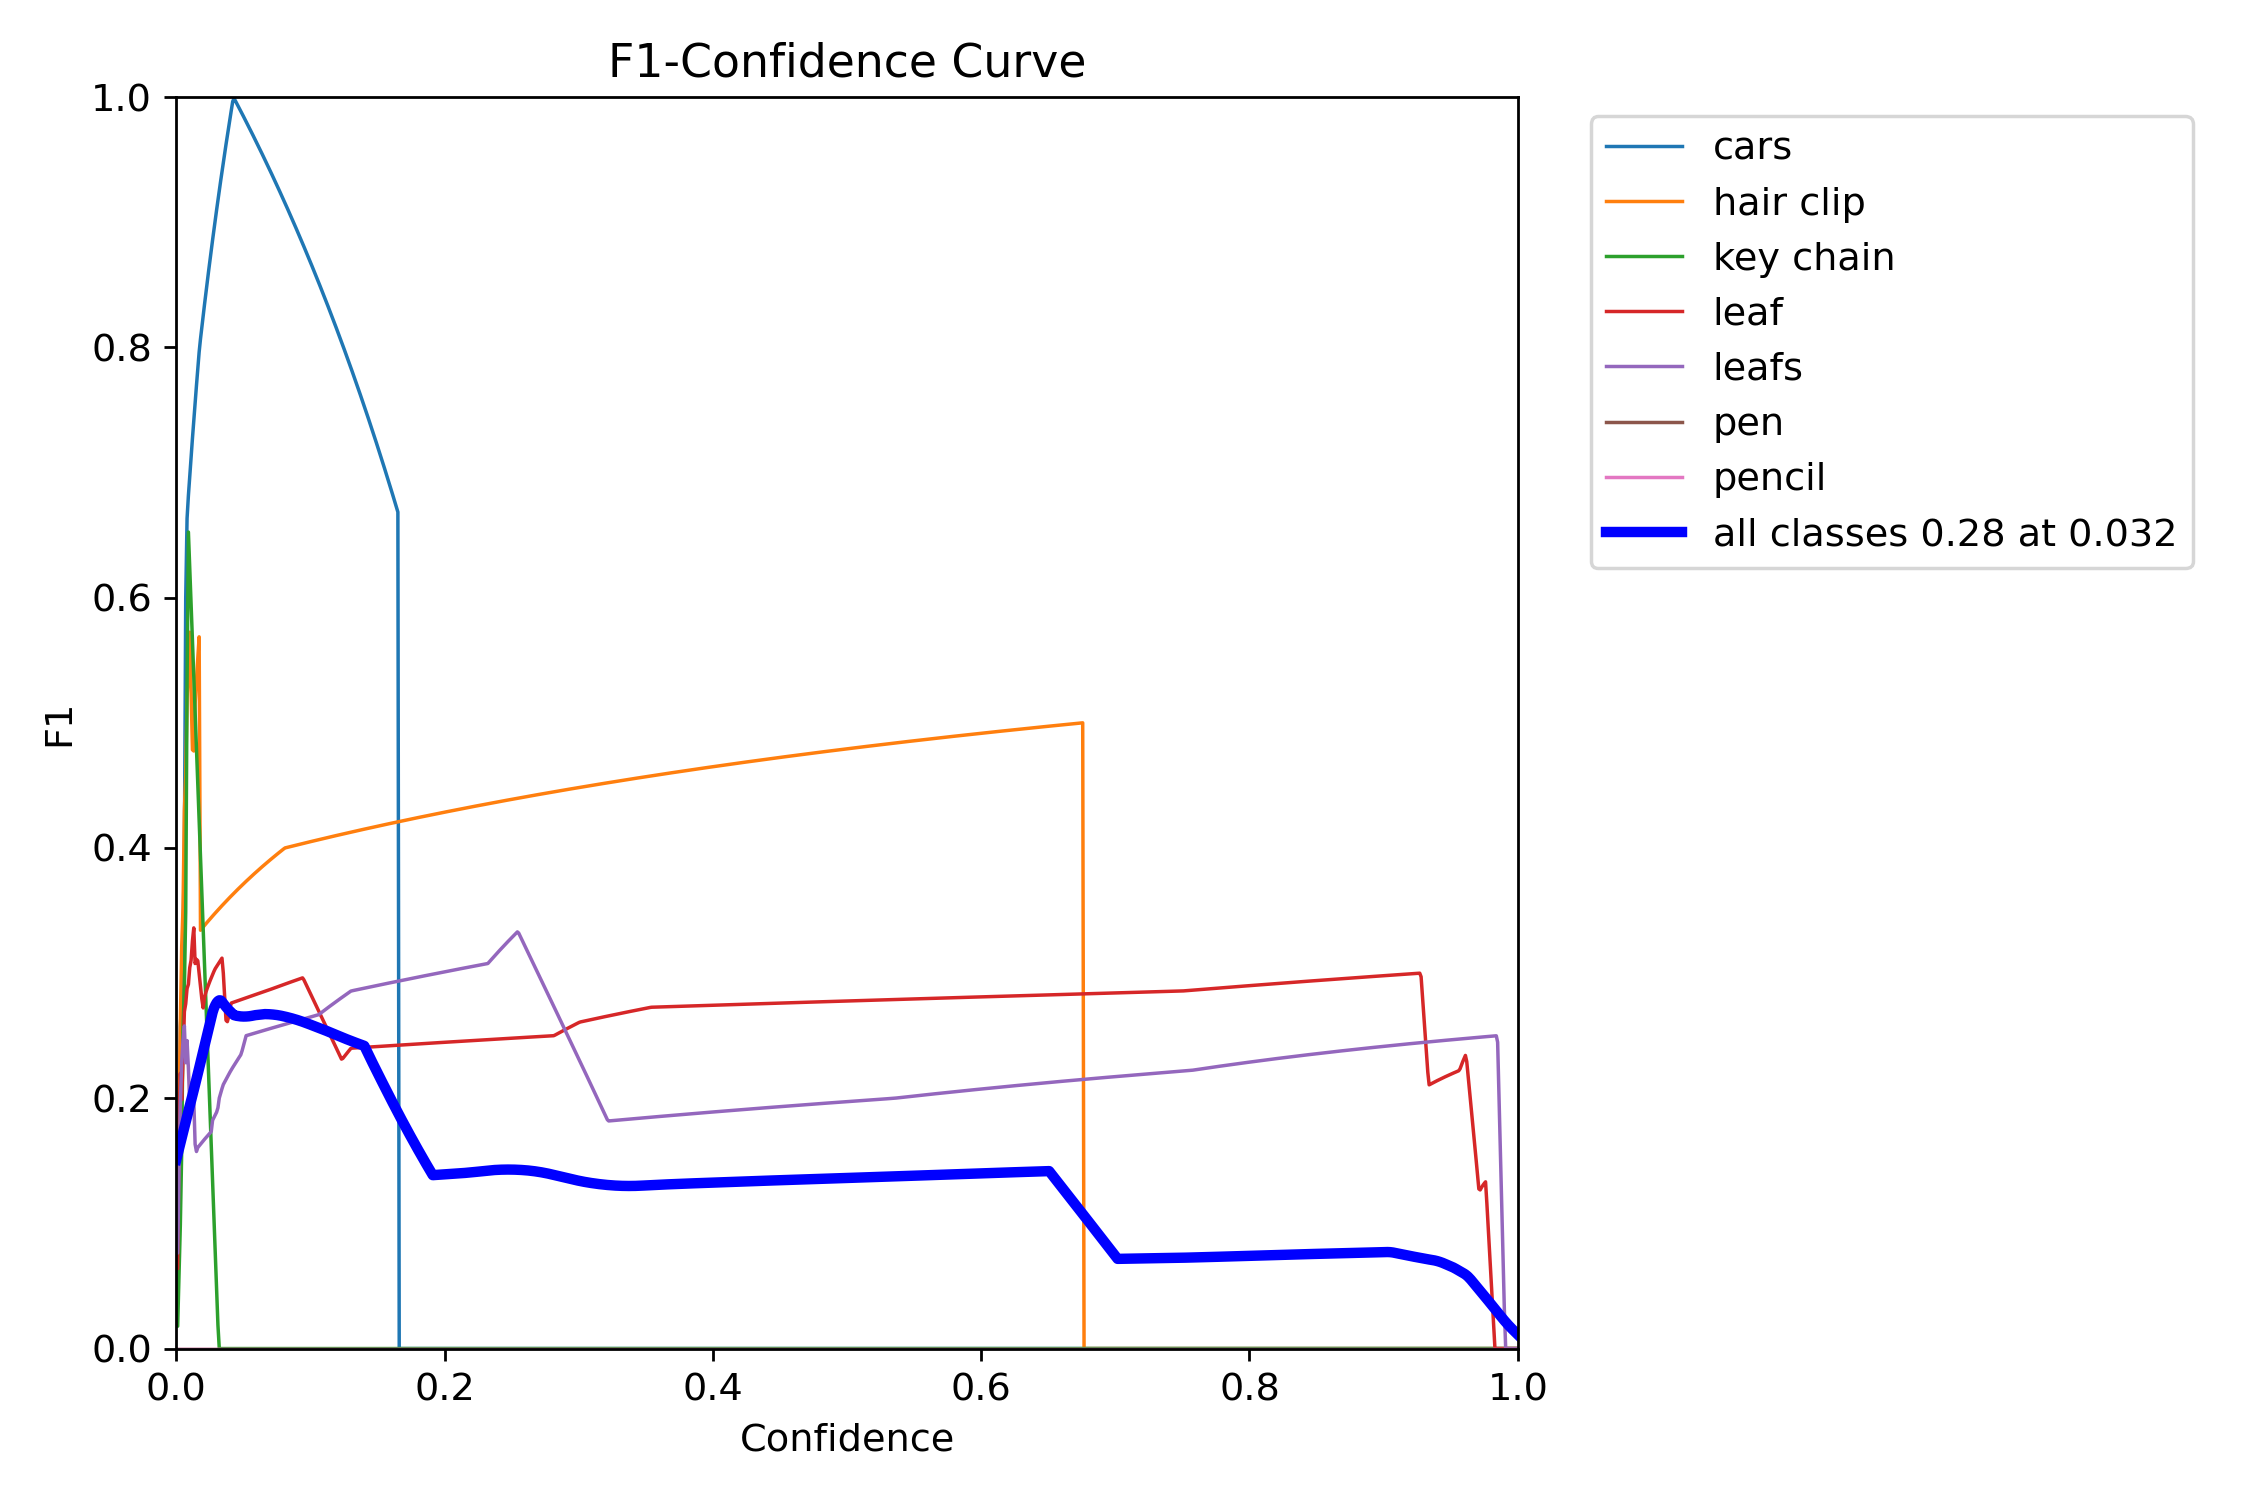 F1-Confidence Curve
1.0
0.8
0.6
0.4
0.2
0.0
F1
0.0 0.2 0.4 0.6 0.8 1.0
Confidence
cars
hair clip
key chain
leaf
leafs
pen
pencil
all classes 0.28 at 0.032